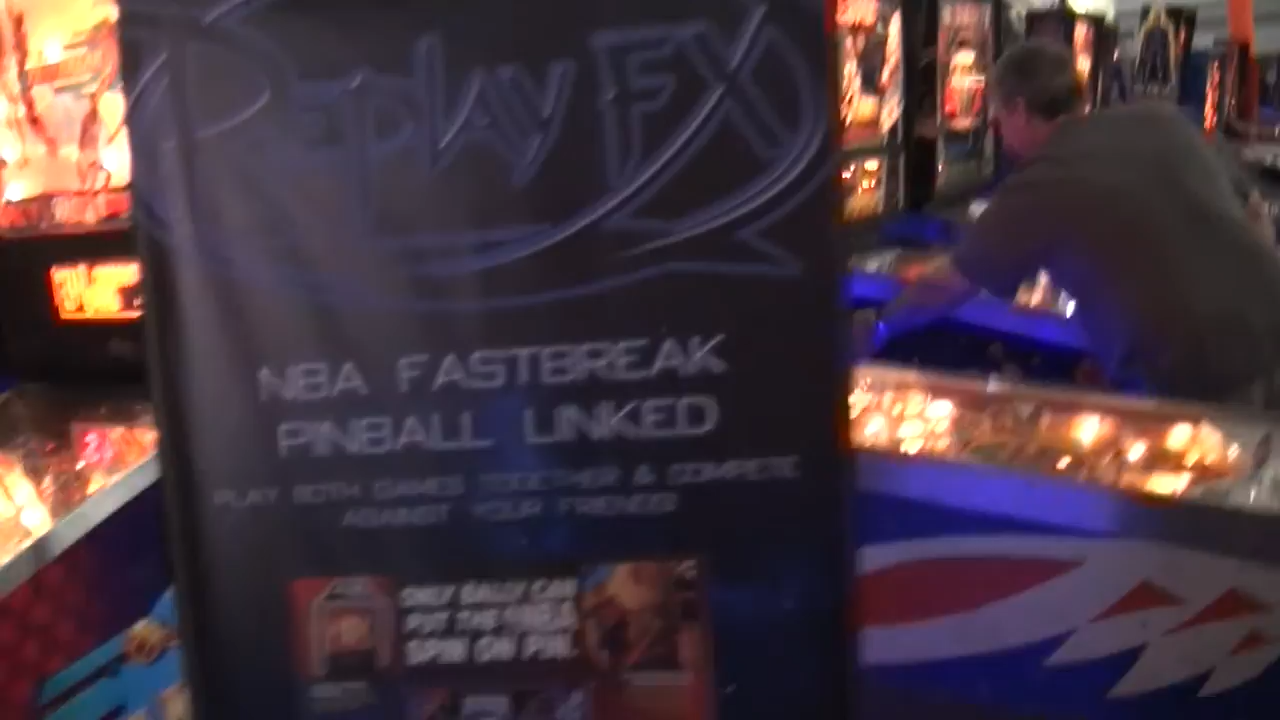 Replay FX
NBA FASTBREAK
PINBALL LINKED
PLAY BOTH GAMES TOGETHER & COMPETE
AGAINST YOUR FRIENDS!
ONLY BALLY CAN
PUT THE NBA
SPIN ON PIN.